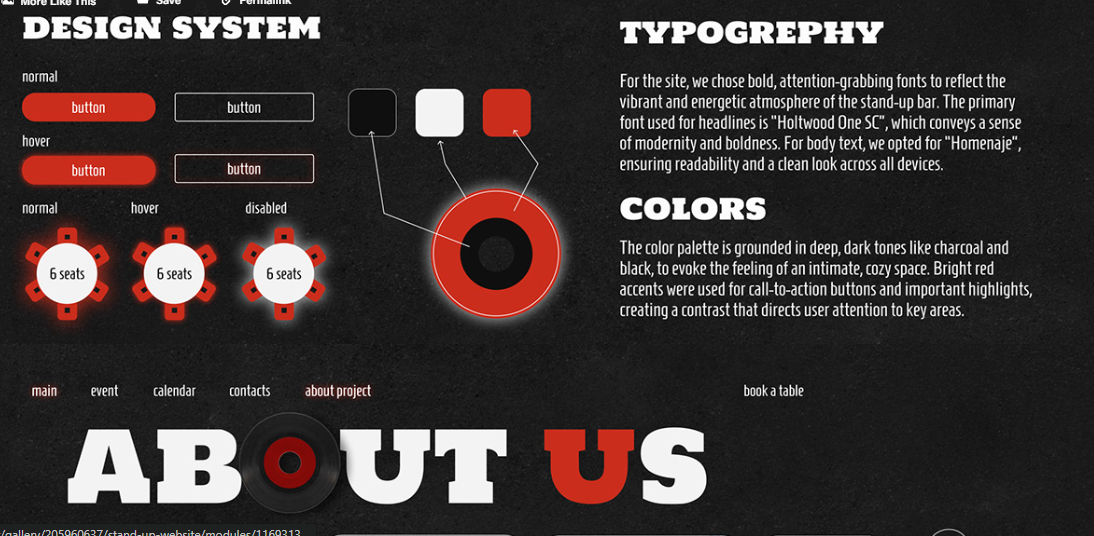 More Like This
Save
Permalink
DESIGN SYSTEM
normal
button
button
hover
button
button
normal
hover
disabled
6 seats
6 seats
6 seats
TYPOGREPHY
For the site, we chose bold, attention-grabbing fonts to reflect the
vibrant and energetic atmosphere of the stand-up bar. The primary
font used for headlines is "Holtwood One SC", which conveys a sense
of modernity and boldness. For body text, we opted for "Homenaje",
ensuring readability and a clean look across all devices.
COLORS
The color palette is grounded in deep, dark tones like charcoal and
black, to evoke the feeling of an intimate, cozy space. Bright red
accents were used for call-to-action buttons and important highlights,
creating a contrast that directs user attention to key areas.
main
event
calendar
contacts
about project
book a table
ABOUT US
/gallery/205960637/stand-up-website/modules/1169313